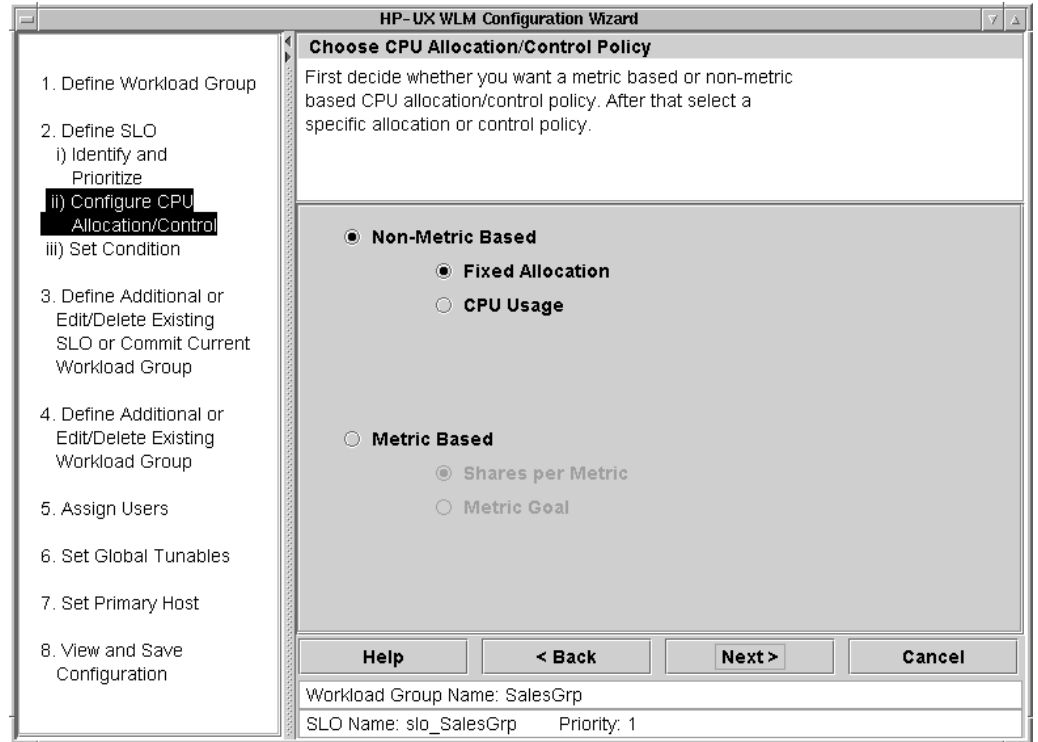 HP-UX WLM Configuration Wizard
1. Define Workload Group
2. Define SLO
i) Identify and
Prioritize
ii) Configure CPU
Allocation/Control
iii) Set Condition
3. Define Additional or
Edit/Delete Existing
SLO or Commit Current
Workload Group
4. Define Additional or
Edit/Delete Existing
Workload Group
5. Assign Users
6. Set Global Tunables
7. Set Primary Host
8. View and Save
Configuration
Choose CPU Allocation/Control Policy
First decide whether you want a metric based or non-metric
based CPU allocation/control policy. After that select a
specific allocation or control policy.
Non-Metric Based
Fixed Allocation
CPU Usage
Metric Based
Shares per Metric
Metric Goal
Help
< Back
Next >
Cancel
Workload Group Name: SalesGrp
SLO Name: slo_SalesGrp Priority: 1